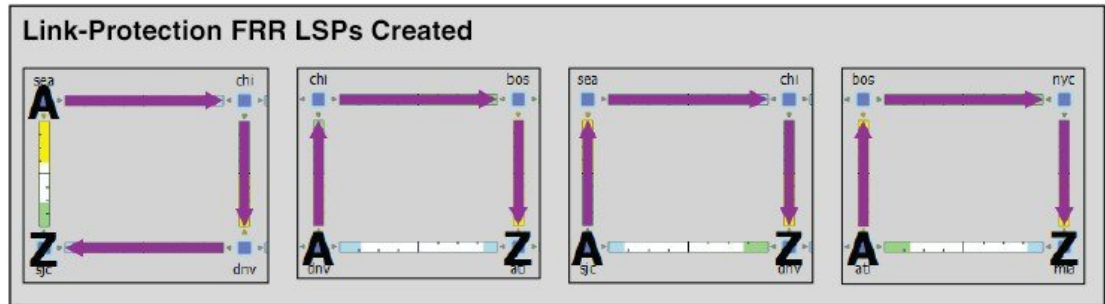 Link-Protection FRR LSPs Created
sea chi chi bos sea chi bos nyc
A
A Z A Z A Z
Z
sjc dnv dnv atl sjc dnv atl mia